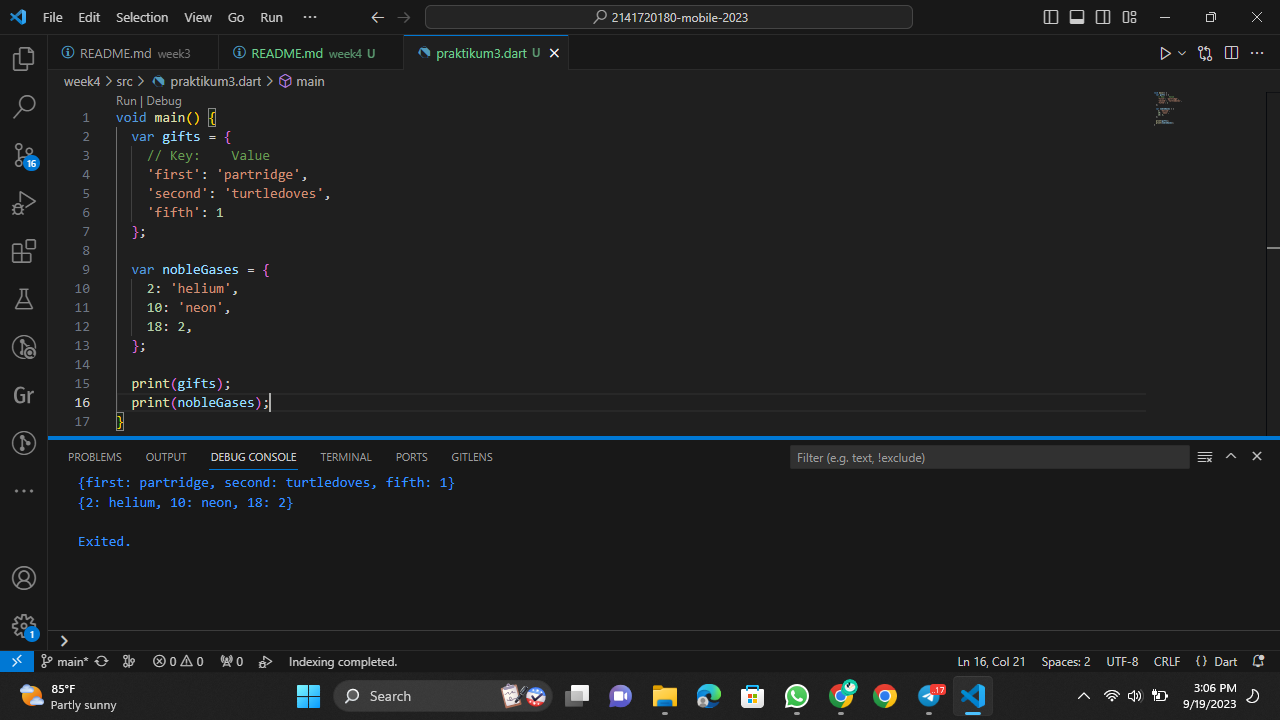 File Edit Selection View Go Run ··· 2141720180-mobile-2023
README.md week3 README.md week4 U praktikum3.dart U
week4 > src > praktikum3.dart > main
Run | Debug
1 void main() {
2 var gifts = {
3 // Key:    Value
4 'first': 'partridge',
5 'second': 'turtledoves',
6 'fifth': 1
7 };
8
9 var nobleGases = {
10 2: 'helium',
11 10: 'neon',
12 18: 2,
13 };
14
15 print(gifts);
16 print(nobleGases);
17 }
PROBLEMS OUTPUT DEBUG CONSOLE TERMINAL PORTS GITLENS Filter (e.g. text, !exclude)
{first: partridge, second: turtledoves, fifth: 1}
{2: helium, 10: neon, 18: 2}
Exited.
16
Gr
1
main* 0 0 0 Indexing completed. Ln 16, Col 21 Spaces: 2 UTF-8 CRLF {} Dart
85°F
Partly sunny
Search
..17
3:06 PM
9/19/2023